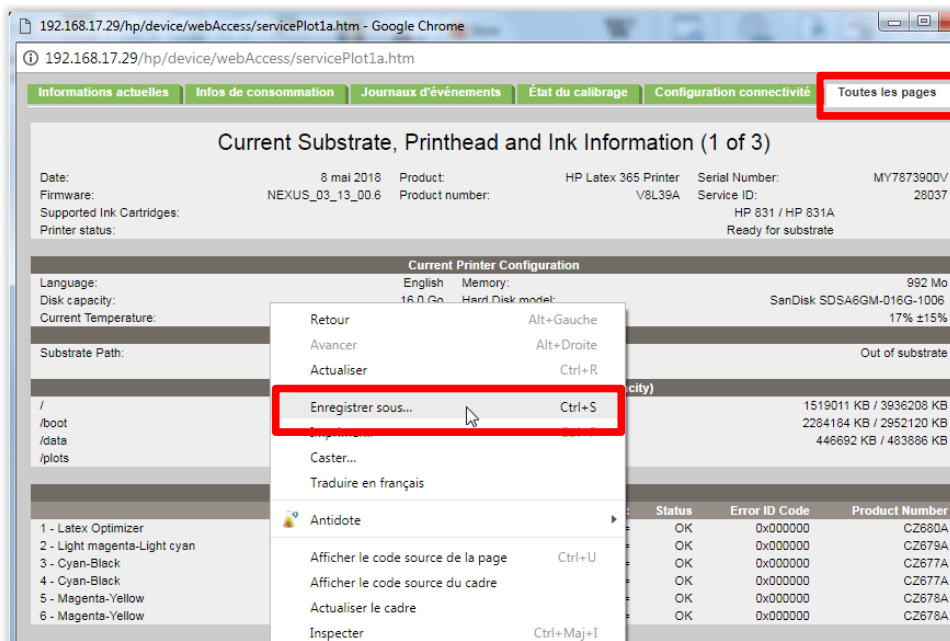 192.168.17.29/hp/device/webAccess/servicePlot1a.htm - Google Chrome
192.168.17.29/hp/device/webAccess/servicePlot1a.htm
Informations actuelles Infos de consommation Journaux d'événements État du calibrage Configuration connectivité Toutes les pages
Current Substrate, Printhead and Ink Information (1 of 3)
Date: 8 mai 2018 Product: HP Latex 365 Printer Serial Number: MY7873900V
Firmware: NEXUS_03_13_00.6 Product number: V8L39A Service ID: 28037
Supported Ink Cartridges: HP 831 / HP 831A
Printer status: Ready for substrate
Current Printer Configuration
Language: English Memory: 992 Mo
Disk capacity: 16.0 Go Hard Disk model: SanDisk SDSA6GM-016G-1006
Current Temperature: 17% ±15%
Substrate Path: Out of substrate
city)
/ 1519011 KB / 3936208 KB
/boot 2284184 KB / 2952120 KB
/data 446692 KB / 483886 KB
/plots
Status Error ID Code Product Number
1 - Latex Optimizer OK 0x000000 CZ680A
2 - Light magenta-Light cyan OK 0x000000 CZ679A
3 - Cyan-Black OK 0x000000 CZ677A
4 - Cyan-Black OK 0x000000 CZ677A
5 - Magenta-Yellow OK 0x000000 CZ678A
6 - Magenta-Yellow OK 0x000000 CZ678A
Retour Alt+Gauche
Avancer Alt+Droite
Actualiser Ctrl+R
Enregistrer sous... Ctrl+S
Caster...
Traduire en français
Antidote
Afficher le code source de la page Ctrl+U
Afficher le code source du cadre
Actualiser le cadre
Inspecter Ctrl+Maj+I